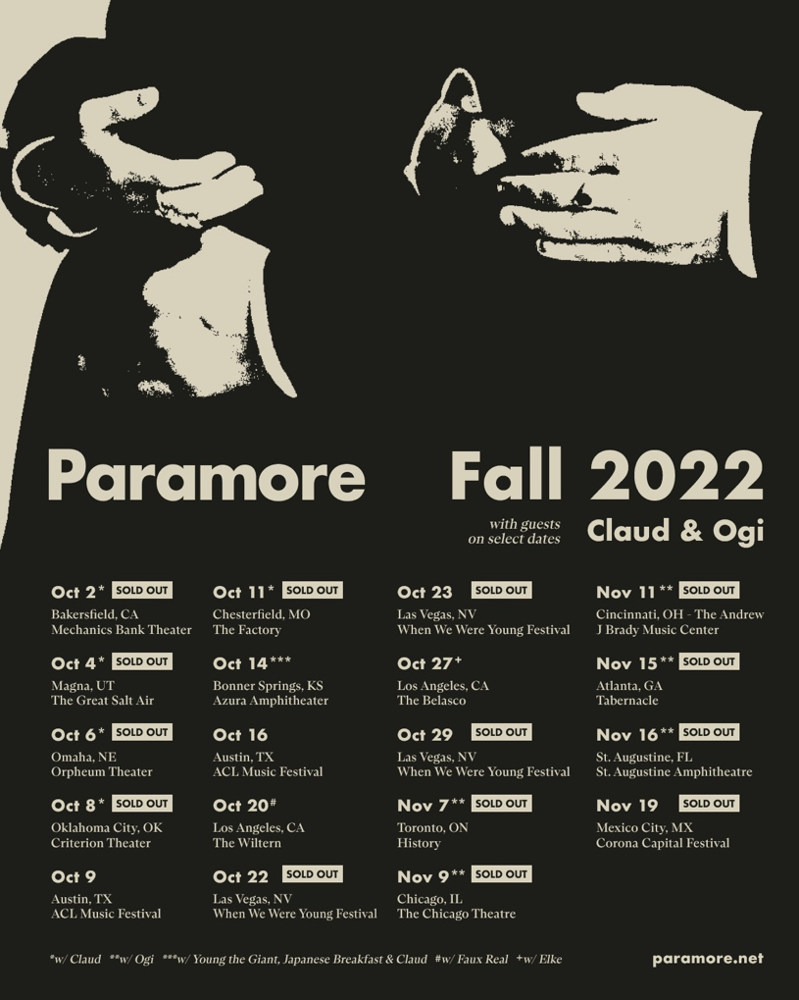 Paramore
Fall 2022
with guests
on select dates
Claud & Ogi
Oct 2* SOLD OUT
Bakersfield, CA
Mechanics Bank Theater
Oct 4* SOLD OUT
Magna, UT
The Great Salt Air
Oct 6* SOLD OUT
Omaha, NE
Orpheum Theater
Oct 8* SOLD OUT
Oklahoma City, OK
Criterion Theater
Oct 9
Austin, TX
ACL Music Festival
Oct 11* SOLD OUT
Chesterfield, MO
The Factory
Oct 14***
Bonner Springs, KS
Azura Amphitheater
Oct 16
Austin, TX
ACL Music Festival
Oct 20#
Los Angeles, CA
The Wiltern
Oct 22 SOLD OUT
Las Vegas, NV
When We Were Young Festival
Oct 23 SOLD OUT
Las Vegas, NV
When We Were Young Festival
Oct 27+
Los Angeles, CA
The Belasco
Oct 29 SOLD OUT
Las Vegas, NV
When We Were Young Festival
Nov 7** SOLD OUT
Toronto, ON
History
Nov 9** SOLD OUT
Chicago, IL
The Chicago Theatre
Nov 11** SOLD OUT
Cincinnati, OH - The Andrew
J Brady Music Center
Nov 15** SOLD OUT
Atlanta, GA
Tabernacle
Nov 16** SOLD OUT
St. Augustine, FL
St. Augustine Amphitheatre
Nov 19 SOLD OUT
Mexico City, MX
Corona Capital Festival
*w/ Claud **w/ Ogi ***w/ Young the Giant, Japanese Breakfast & Claud #w/ Faux Real +w/ Elke
paramore.net